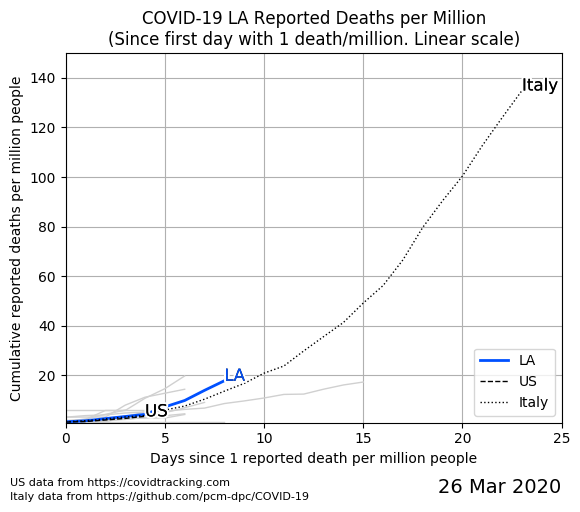 COVID-19 LA Reported Deaths per Million
(Since first day with 1 death/million. Linear scale)
Cumulative reported deaths per million people
140
120
100
80
60
40
20
Italy
LA
US
LA
US
Italy
0
5
10
15
20
25
Days since 1 reported death per million people
US data from https://covidtracking.com
Italy data from https://github.com/pcm-dpc/COVID-19
26 Mar 2020